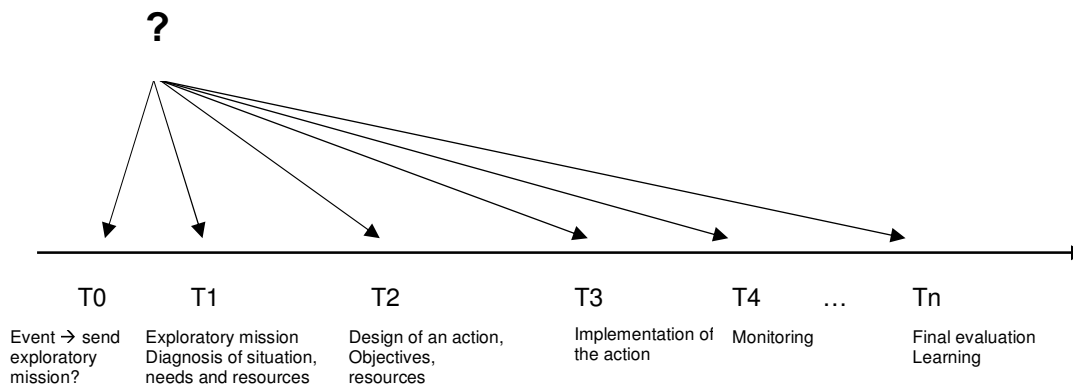 ?
T0 T1 T2 T3 T4 ... Tn
Event → send
exploratory
mission?
Exploratory mission
Diagnosis of situation,
needs and resources
Design of an action,
Objectives,
resources
Implementation of
the action
Monitoring
Final evaluation
Learning